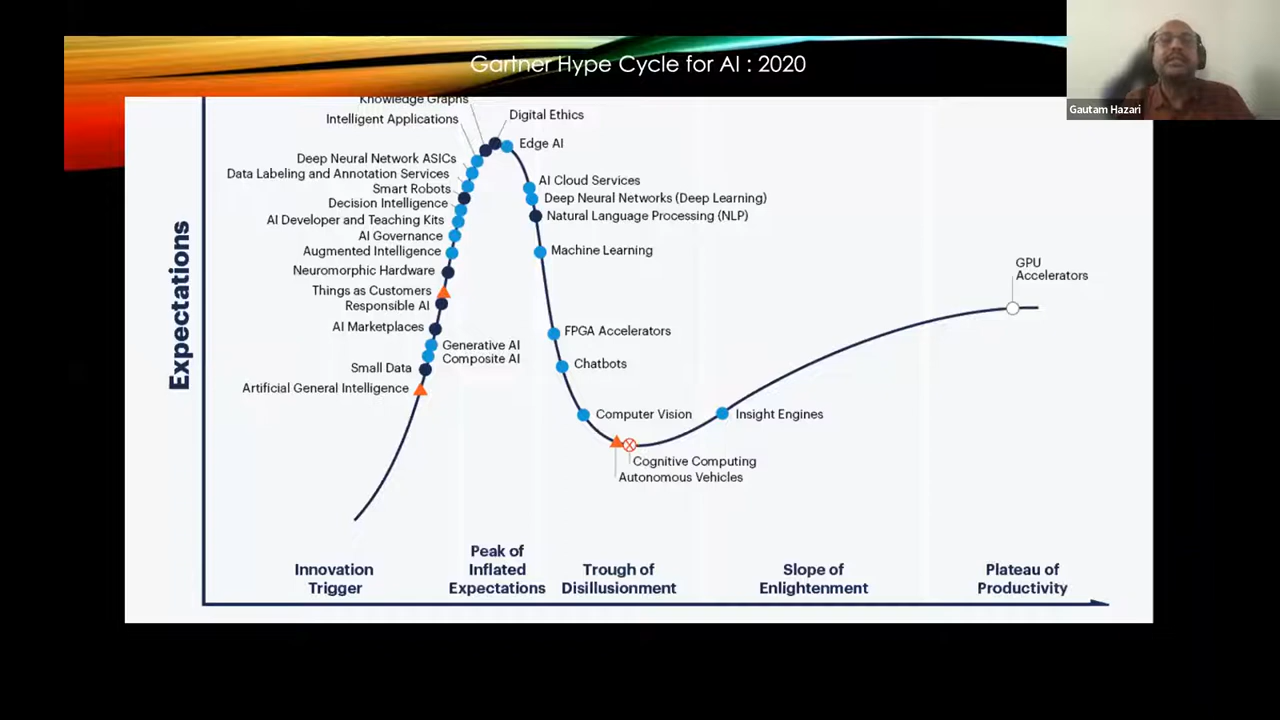 Gartner Hype Cycle for AI : 2020
Gautam Hazari
Expectations
Knowledge Graphs
Intelligent Applications
Deep Neural Network ASICs
Data Labeling and Annotation Services
Smart Robots
Decision Intelligence
AI Developer and Teaching Kits
AI Governance
Augmented Intelligence
Neuromorphic Hardware
Things as Customers
Responsible AI
AI Marketplaces
Generative AI
Composite AI
Small Data
Artificial General Intelligence
Digital Ethics
Edge AI
AI Cloud Services
Deep Neural Networks (Deep Learning)
Natural Language Processing (NLP)
Machine Learning
FPGA Accelerators
Chatbots
Computer Vision
Cognitive Computing
Autonomous Vehicles
Insight Engines
GPU
Accelerators
Innovation
Trigger
Peak of
Inflated
Expectations
Trough of
Disillusionment
Slope of
Enlightenment
Plateau of
Productivity